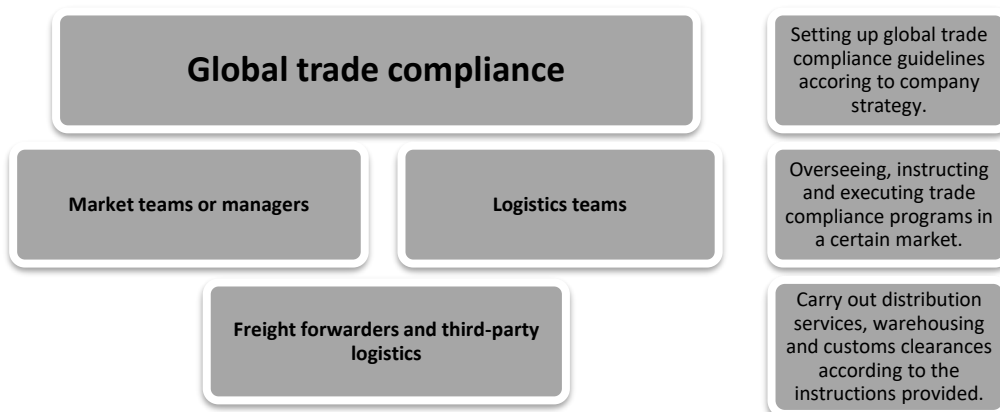 Global trade compliance
Setting up global trade
compliance guidelines
accoring to company
strategy.
Market teams or managers
Logistics teams
Overseeing, instructing
and executing trade
compliance programs in
a certain market.
Freight forwarders and third-party
logistics
Carry out distribution
services, warehousing
and customs clearances
according to the
instructions provided.